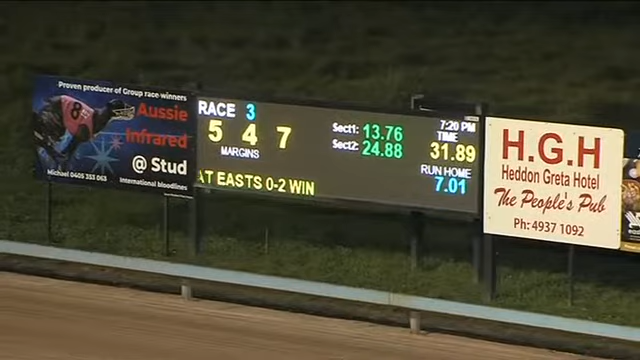 Proven producer of Group race winners
Aussie
Infrared
@ Stud
Michael 0405 353 063
International bloodlines
8
RACE 3
5 4 7
MARGINS
Sect1: 13.76
Sect2: 24.88
7:20 PM
TIME
31.89
RUN HOME
7.01
AT EASTS 0-2 WIN
H.G.H
Heddon Greta Hotel
The People's Pub
Ph: 4937 1092